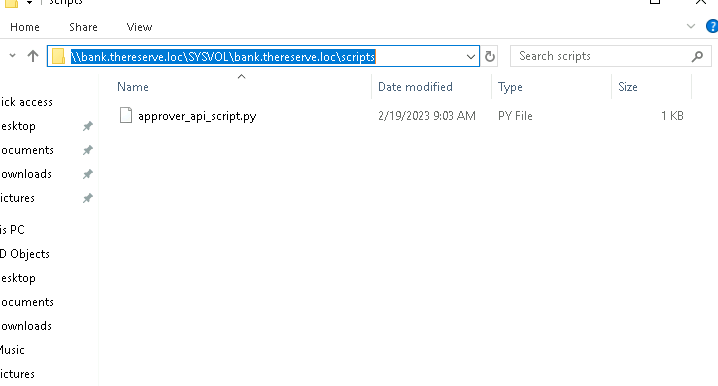 scripts
Home Share View
\\bank.thereserve.loc\SYSVOL\bank.thereserve.loc\scripts
Search scripts
Name Date modified Type Size
ick access
esktop
ocuments
ownloads
ictures
is PC
D Objects
esktop
ocuments
ownloads
Music
ictures
approver_api_script.py 2/19/2023 9:03 AM PY File 1 KB